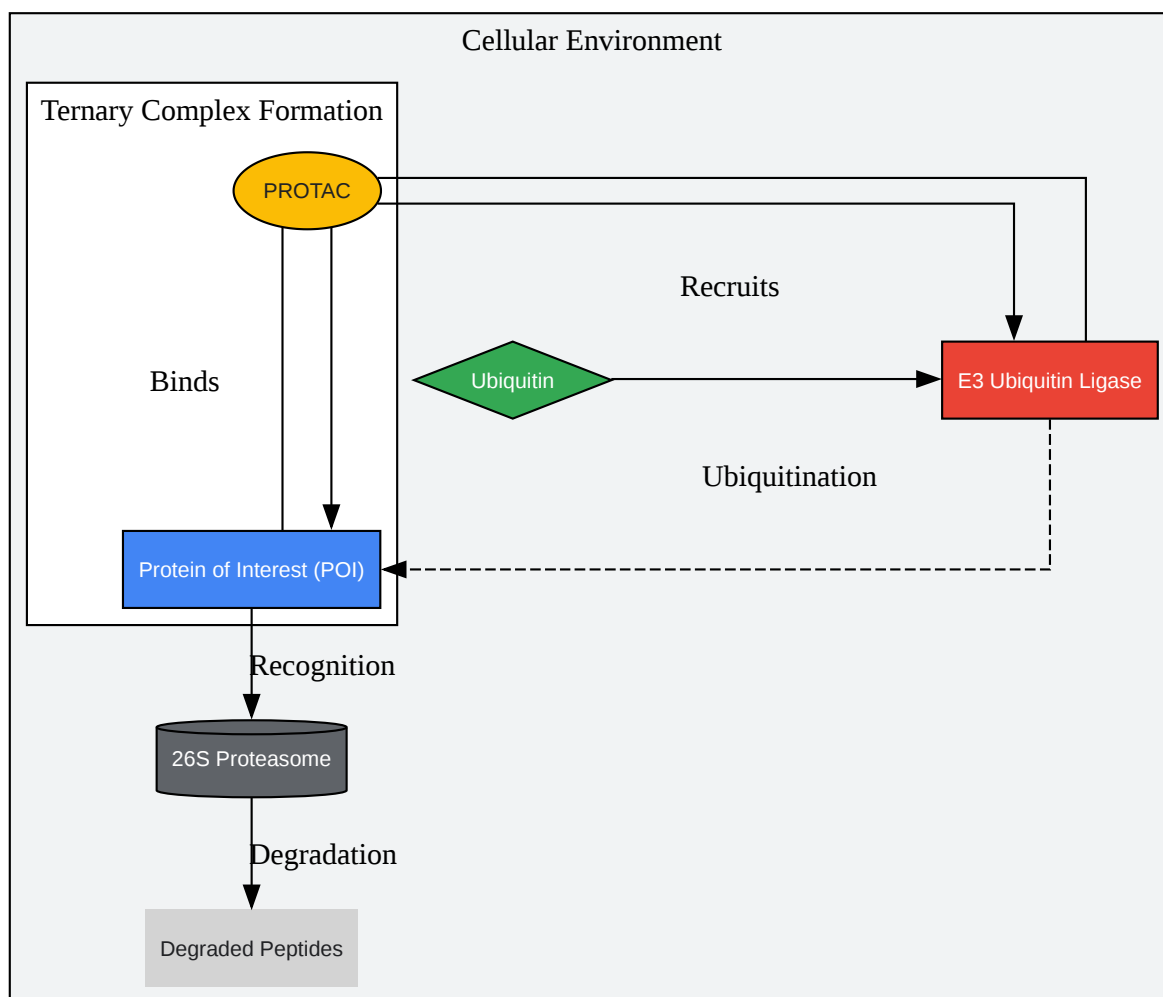 Cellular Environment
Ternary Complex Formation
PROTAC
Recruits
Binds
Ubiquitin
E3 Ubiquitin Ligase
Ubiquitination
Protein of Interest (POI)
Recognition
26S Proteasome
Degradation
Degraded Peptides